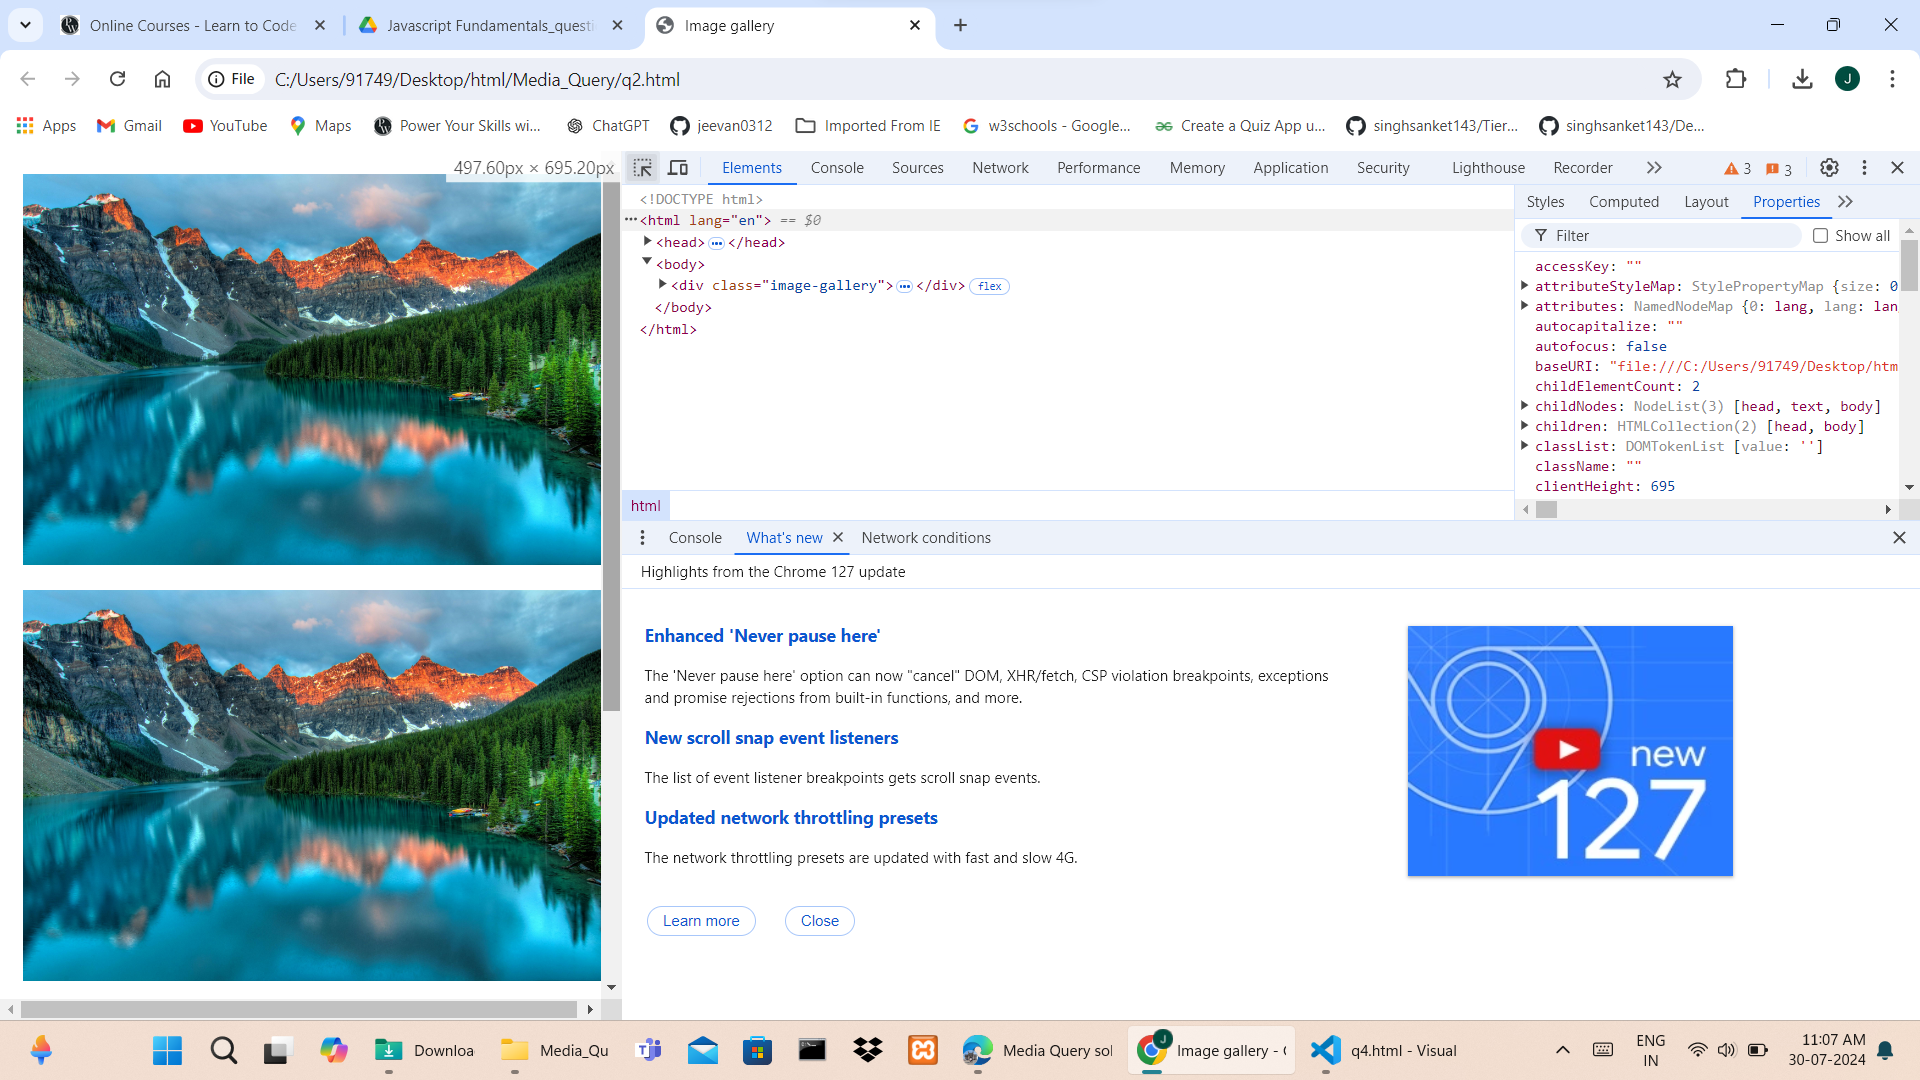 Online Courses - Learn to Code
Javascript Fundamentals_questi
Image gallery
File
C:/Users/91749/Desktop/html/Media_Query/q2.html
J
Apps
Gmail
YouTube
Maps
Power Your Skills wi...
ChatGPT
jeevan0312
Imported From IE
w3schools - Google...
Create a Quiz App u...
singhsanket143/Tier...
singhsanket143/De...
497.60px × 695.20px
Elements
Console
Sources
Network
Performance
Memory
Application
Security
Lighthouse
Recorder
3
3
<!DOCTYPE html>
<html lang="en"> == $0
<head> ••• </head>
<body>
<div class="image-gallery"> ••• </div> flex
</body>
</html>
html
Styles
Computed
Layout
Properties
Filter
Show all
accessKey: ""
attributeStyleMap: StylePropertyMap {size: 0
attributes: NamedNodeMap {0: lang, lang: lan
autocapitalize: ""
autofocus: false
baseURI: "file:///C:/Users/91749/Desktop/htm
childElementCount: 2
childNodes: NodeList(3) [head, text, body]
children: HTMLCollection(2) [head, body]
classList: DOMTokenList [value: '']
className: ""
clientHeight: 695
Console
What's new
Network conditions
Highlights from the Chrome 127 update
Enhanced 'Never pause here'
The 'Never pause here' option can now "cancel" DOM, XHR/fetch, CSP violation breakpoints, exceptions
and promise rejections from built-in functions, and more.
New scroll snap event listeners
The list of event listener breakpoints gets scroll snap events.
Updated network throttling presets
The network throttling presets are updated with fast and slow 4G.
Learn more
Close
new
127
Downloa
Media_Qu
Media Query sol
J
Image gallery - G
q4.html - Visual
ENG
IN
11:07 AM
30-07-2024